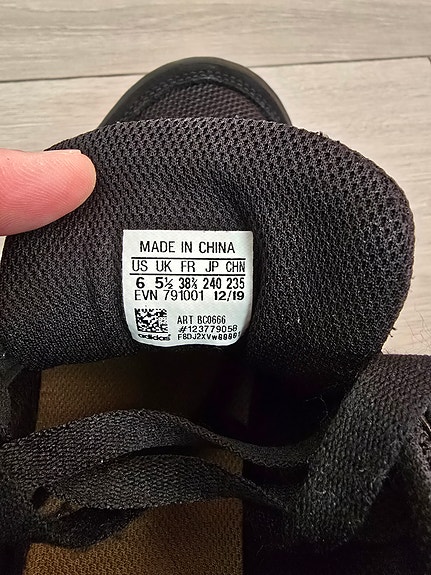 MADE IN CHINA
US UK FR JP CHN
6 5½ 38⅔ 240 235
EVN 791001 12/19
ART BC0666
#123779058
adidas F8DJ2XVw00001